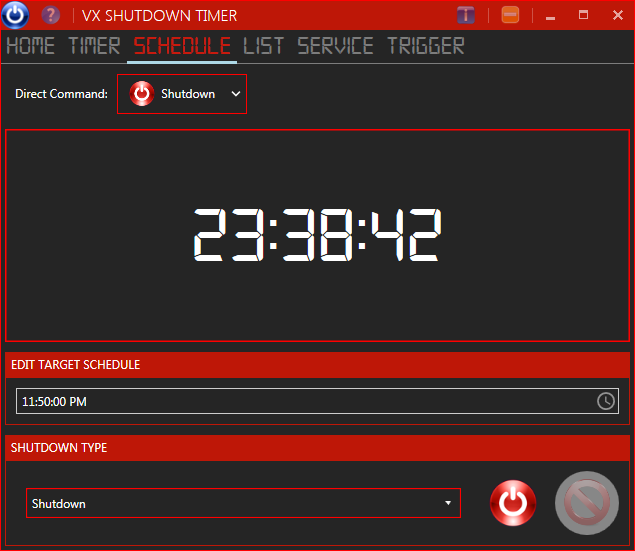 VX SHUTDOWN TIMER
HOME TIMER SCHEDULE LIST SERVICE TRIGGER
Direct Command: Shutdown
23:38:42
EDIT TARGET SCHEDULE
11:50:00 PM
SHUTDOWN TYPE
Shutdown